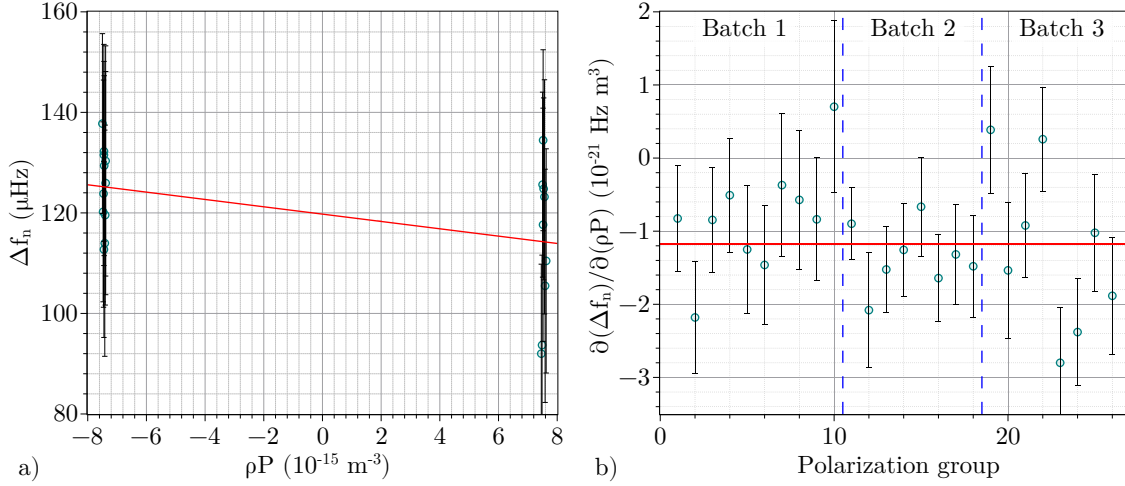 160
140
120
100
80
Δfₙ (μHz)
−8 −6 −4 −2 0 2 4 6 8
a)
ρP (10⁻¹⁵ m⁻³)
Batch 1 Batch 2 Batch 3
2
1
0
−1
−2
−3
∂(Δfₙ)/∂(ρP) (10⁻²¹ Hz m³)
0 10 20
b)
Polarization group